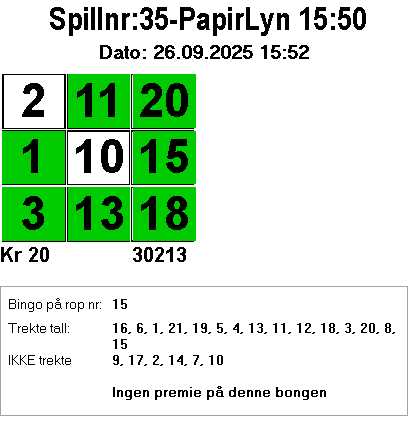 Spillnr:35-PapirLyn 15:50
Dato: 26.09.2025 15:52
2 11 20
1 10 15
3 13 18
Kr 20 30213
Bingo på rop nr: 15
Trekte tall: 16, 6, 1, 21, 19, 5, 4, 13, 11, 12, 18, 3, 20, 8,
15
IKKE trekte 9, 17, 2, 14, 7, 10
Ingen premie på denne bongen